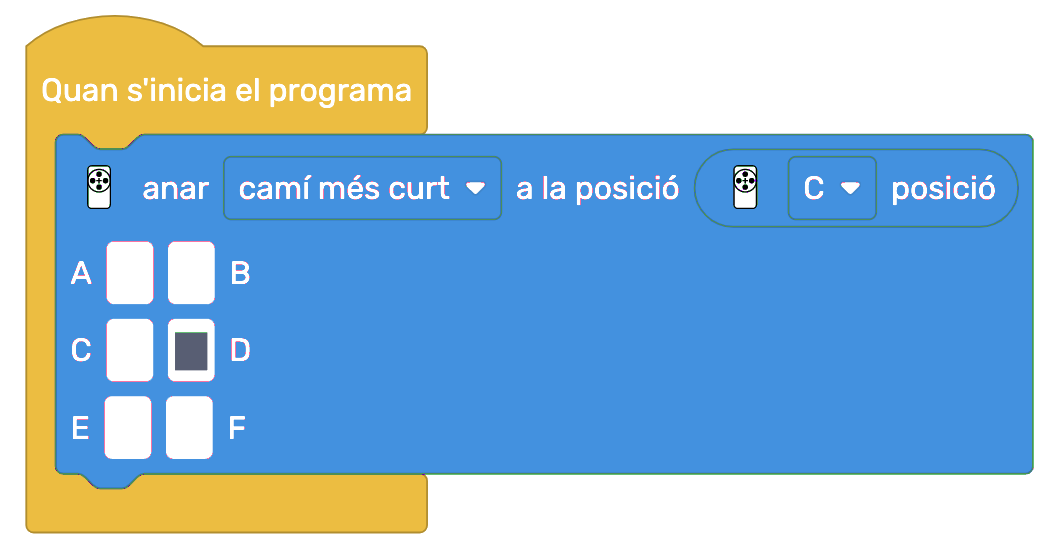 Quan s'inicia el programa
anar camí més curt a la posició C posició
A B
C D
E F